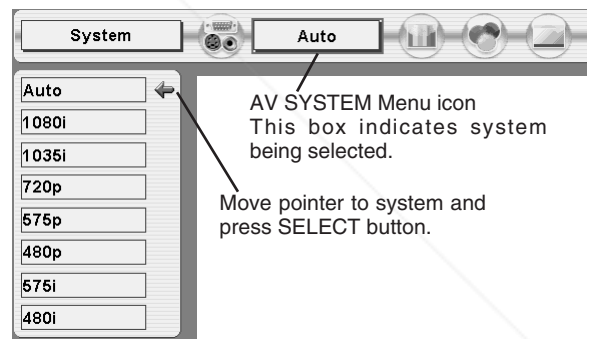 System
Auto
Auto
1080i
1035i
720p
575p
480p
575i
480i
AV SYSTEM Menu icon
This box indicates system
being selected.
Move pointer to system and
press SELECT button.